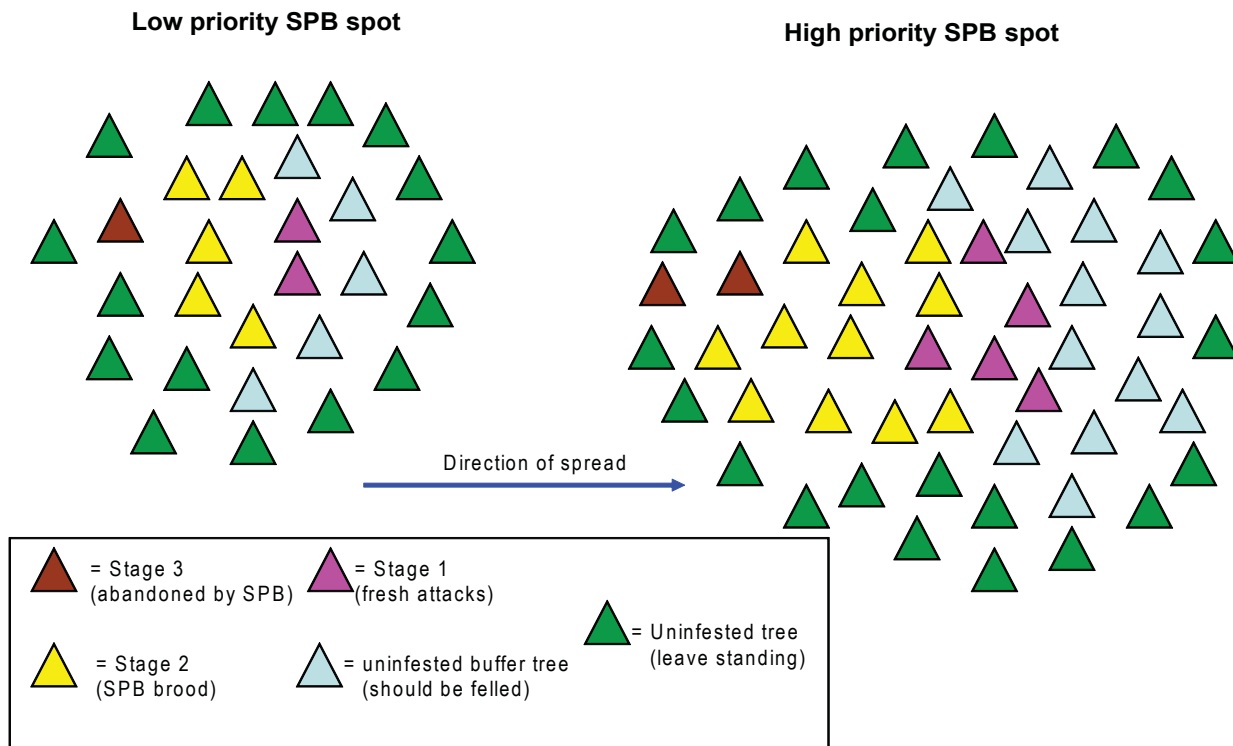 Low priority SPB spot
High priority SPB spot
Direction of spread
= Stage 3
(abandoned by SPB)
= Stage 1
(fresh attacks)
= Uninfested tree
(leave standing)
= Stage 2
(SPB brood)
= uninfested buffer tree
(should be felled)